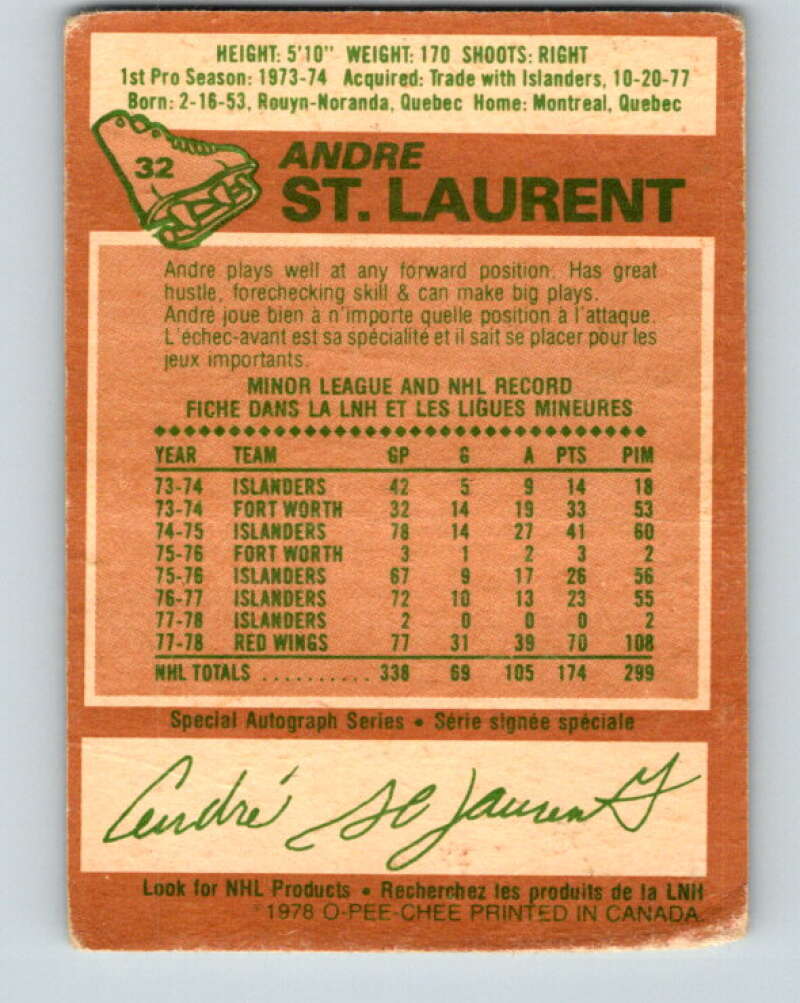 HEIGHT: 5'10" WEIGHT: 170 SHOOTS: RIGHT
1st Pro Season: 1973-74 Acquired: Trade with Islanders, 10-20-77
Born: 2-16-53, Rouyn-Noranda, Quebec Home: Montreal, Quebec
32
ANDRE
ST. LAURENT
Andre plays well at any forward position. Has great
hustle, forechecking skill & can make big plays.
André joue bien à n'importe quelle position à l'attaque.
L'échec-avant est sa spécialité et il sait se placer pour les
jeux importants.
MINOR LEAGUE AND NHL RECORD
FICHE DANS LA LNH ET LES LIGUES MINEURES
YEAR TEAM GP G A PTS PIM
73-74 ISLANDERS 42 5 9 14 18
73-74 FORT WORTH 32 14 19 33 53
74-75 ISLANDERS 78 14 27 41 60
75-76 FORT WORTH 3 1 2 3 2
75-76 ISLANDERS 67 9 17 26 56
76-77 ISLANDERS 72 10 13 23 55
77-78 ISLANDERS 2 0 0 0 2
77-78 RED WINGS 77 31 39 70 108
NHL TOTALS .......... 338 69 105 174 299
Special Autograph Series • Série signée spéciale
André St Laurent
Look for NHL Products • Recherchez les produits de la LNH
©1978 O-PEE-CHEE PRINTED IN CANADA.